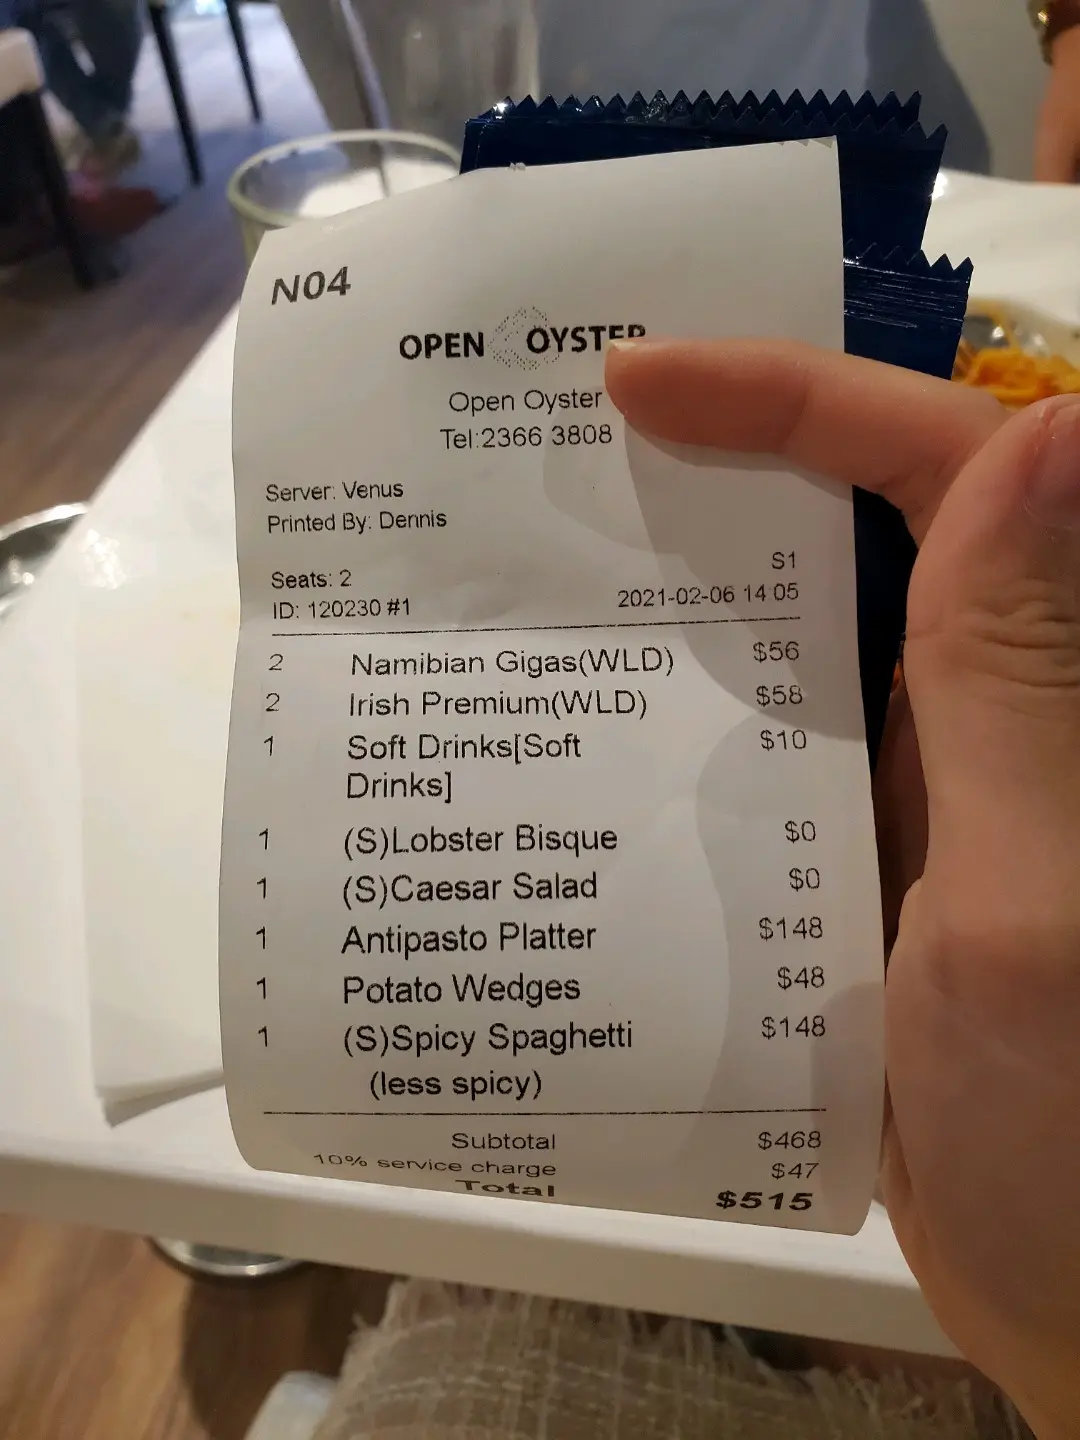 N04
OPEN OYSTER
Open Oyster
Tel:2366 3808
Server: Venus
Printed By: Dennis
S1
Seats: 2
ID: 120230 #1 2021-02-06 14 05
2 Namibian Gigas(WLD) $56
2 Irish Premium(WLD) $58
1 Soft Drinks[Soft $10
Drinks]
1 (S)Lobster Bisque $0
1 (S)Caesar Salad $0
1 Antipasto Platter $148
1 Potato Wedges $48
1 (S)Spicy Spaghetti $148
(less spicy)
Subtotal $468
10% service charge $47
Total $515